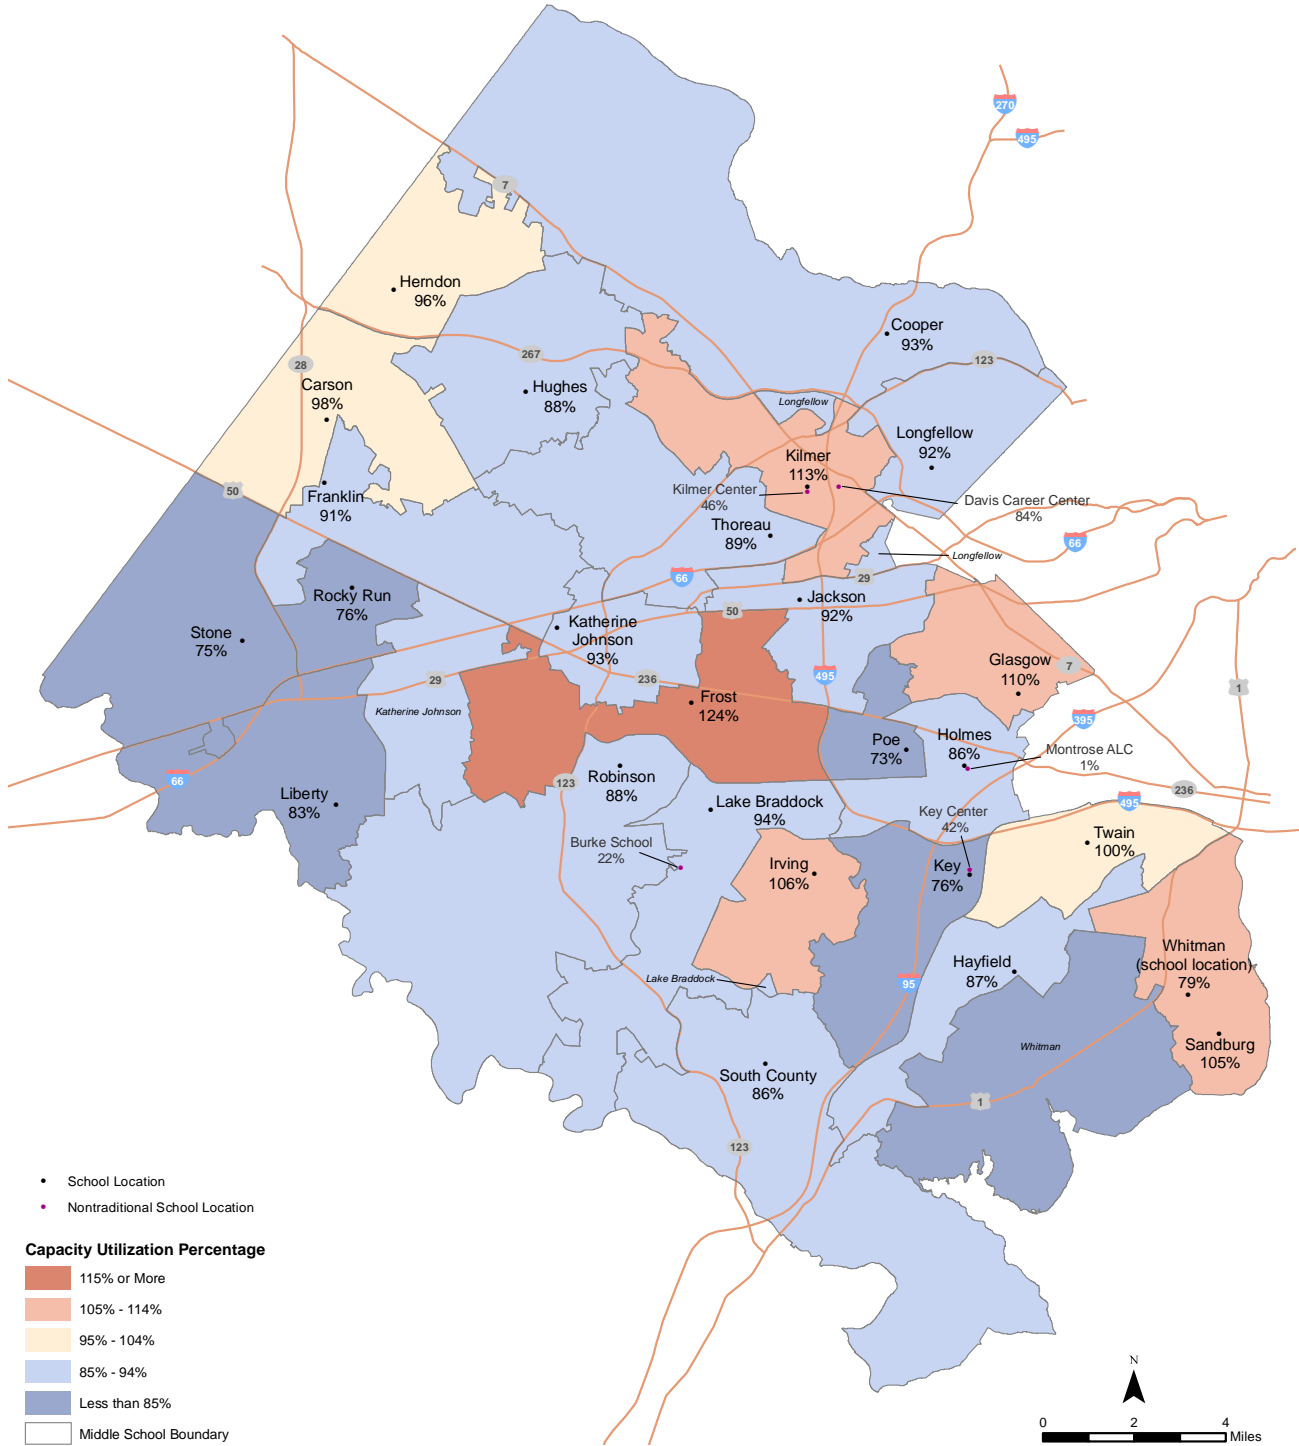 270
495
7
Herndon
96%
Cooper
93%
123
267
28
Carson
98%
Hughes
88%
Longfellow
Longfellow
92%
Kilmer
113%
Kilmer Center
46%
Davis Career Center
84%
50
Franklin
91%
Thoreau
89%
66
Longfellow
66
29
Rocky Run
76%
Jackson
92%
50
Stone
75%
Katherine
Johnson
93%
Glasgow
110%
7
29
236
495
1
Katherine Johnson
Frost
124%
395
Poe
73%
Holmes
86%
Montrose ALC
1%
66
123
Robinson
88%
236
Liberty
83%
Lake Braddock
94%
495
Key Center
42%
Burke School
22%
Twain
100%
Irving
106%
Key
76%
Whitman
(school location)
79%
Hayfield
87%
Lake Braddock
95
Whitman
Sandburg
105%
South County
86%
1
123
School Location
Nontraditional School Location
Capacity Utilization Percentage
115% or More
105% - 114%
95% - 104%
85% - 94%
Less than 85%
Middle School Boundary
N
0 2 4
Miles